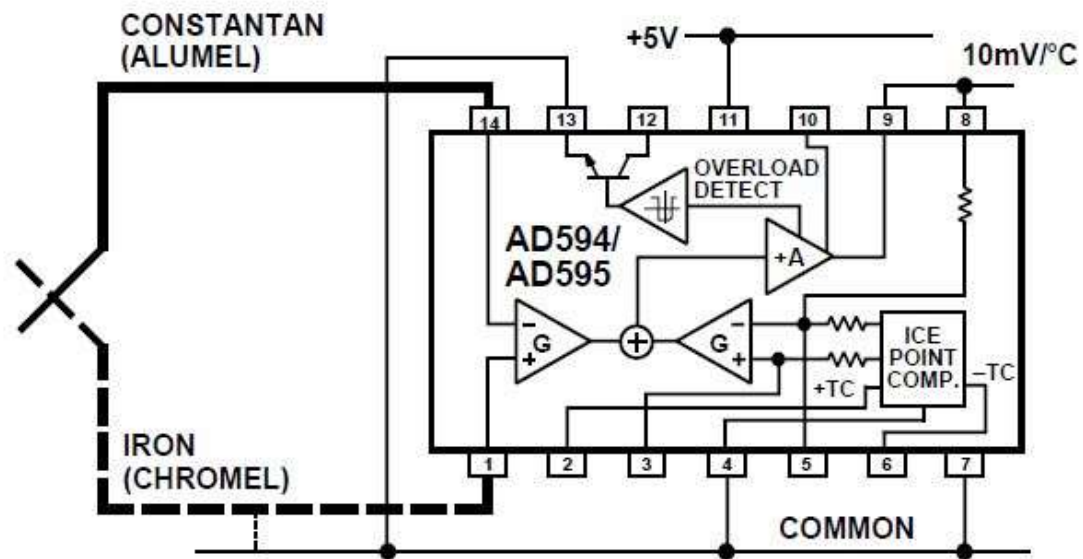 CONSTANTAN
(ALUMEL)
+5V
10mV/°C
14
13
12
11
10
9
8
OVERLOAD
DETECT
AD594/
AD595
+A
–
G
+
+
–
G
+
ICE
POINT
COMP.
–TC
+TC
IRON
(CHROMEL)
1
2
3
4
5
6
7
COMMON